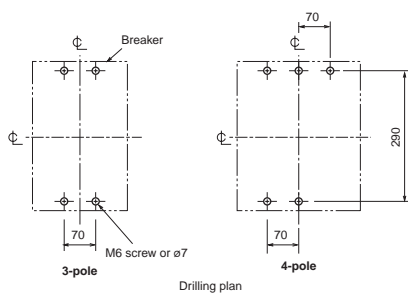 70
℄
Breaker
℄
℄
℄
290
70
70
M6 screw or ø7
3-pole
4-pole
Drilling plan